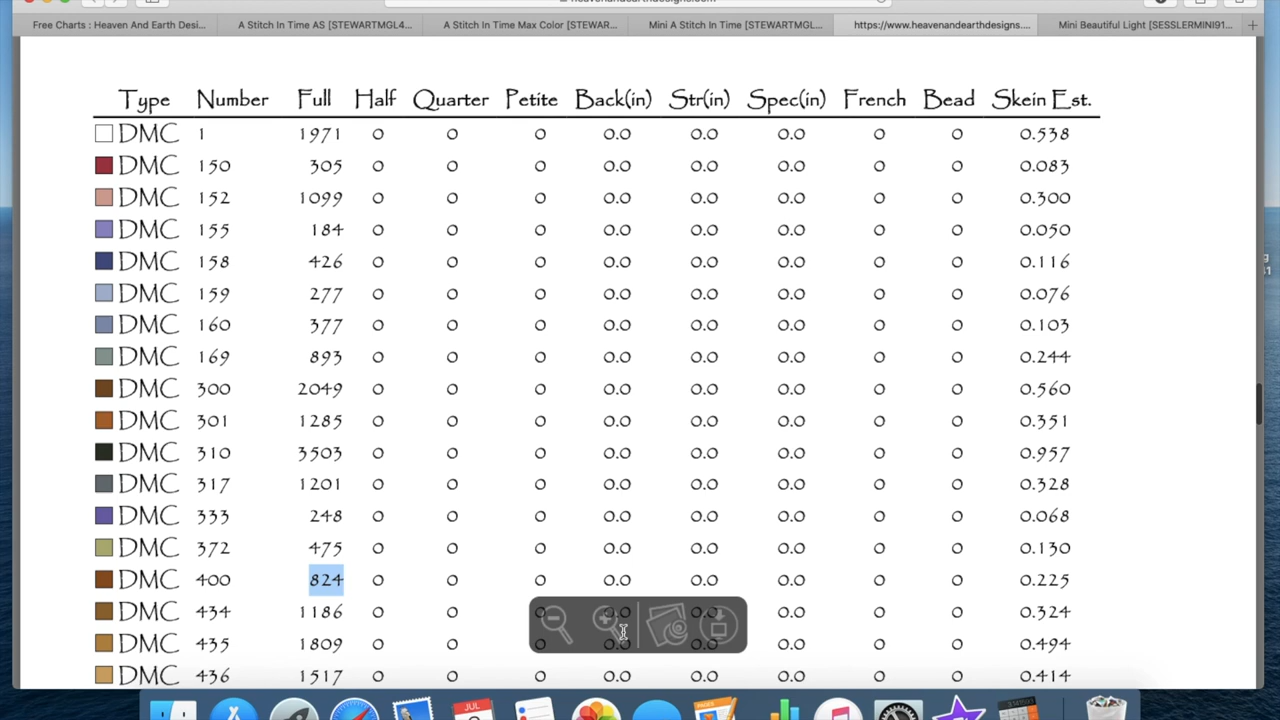 heavenandearthdesigns.com
Free Charts : Heaven And Earth Desi... A Stitch In Time AS [STEWARTMGL4... A Stitch In Time Max Color [STEWAR... Mini A Stitch In Time [STEWARTMGL... https://www.heavenandearthdesigns.... Mini Beautiful Light [SESSLERMINI91...
Type Number Full Half Quarter Petite Back(in) Str(in) Spec(in) French Bead Skein Est.
DMC 1 1971 0 0 0 0.0 0.0 0.0 0 0 0.538
DMC 150 305 0 0 0 0.0 0.0 0.0 0 0 0.083
DMC 152 1099 0 0 0 0.0 0.0 0.0 0 0 0.300
DMC 155 184 0 0 0 0.0 0.0 0.0 0 0 0.050
DMC 158 426 0 0 0 0.0 0.0 0.0 0 0 0.116
DMC 159 277 0 0 0 0.0 0.0 0.0 0 0 0.076
DMC 160 377 0 0 0 0.0 0.0 0.0 0 0 0.103
DMC 169 893 0 0 0 0.0 0.0 0.0 0 0 0.244
DMC 300 2049 0 0 0 0.0 0.0 0.0 0 0 0.560
DMC 301 1285 0 0 0 0.0 0.0 0.0 0 0 0.351
DMC 310 3503 0 0 0 0.0 0.0 0.0 0 0 0.957
DMC 317 1201 0 0 0 0.0 0.0 0.0 0 0 0.328
DMC 333 248 0 0 0 0.0 0.0 0.0 0 0 0.068
DMC 372 475 0 0 0 0.0 0.0 0.0 0 0 0.130
DMC 400 824 0 0 0 0.0 0.0 0.0 0 0 0.225
DMC 434 1186 0 0 0 0.0 0.0 0.0 0 0 0.324
DMC 435 1809 0 0 0 0.0 0.0 0.0 0 0 0.494
DMC 436 1517 0 0 0 0.0 0.0 0.0 0 0 0.414
JUL
PAGES